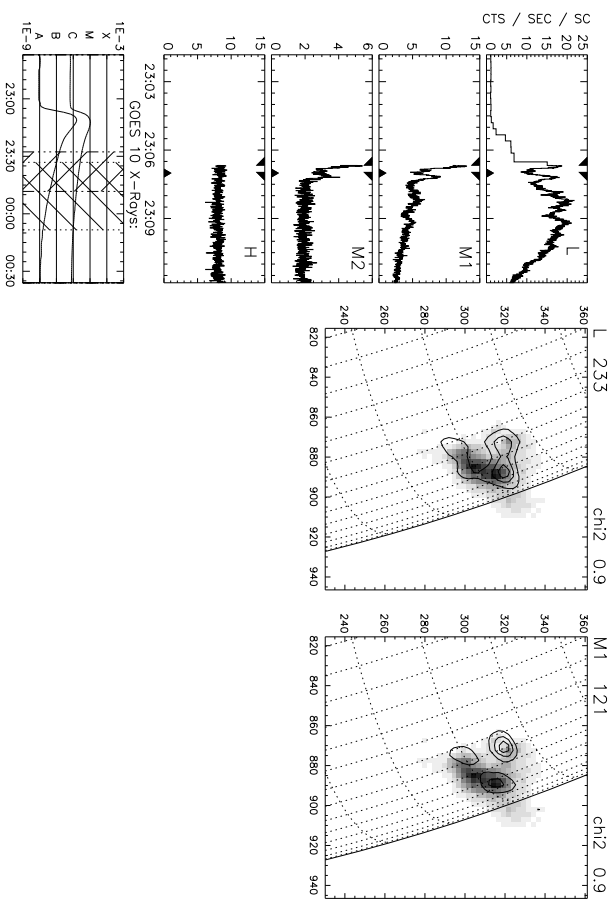 CTS / SEC / SC
0 5 10 15 20 25
L
0 5 10 15
M1
0 2 4 6
M2
0 5 10 15
H
23:03 23:06 23:09
GOES 10 X-Rays:
1E-9 1E-3
A B C M X
23:00 23:30 00:00 00:30
L 233 chi2 0.9
240 260 280 300 320 340 360
820 840 860 880 900 920 940
M1 121 chi2 0.9
240 260 280 300 320 340 360
820 840 860 880 900 920 940